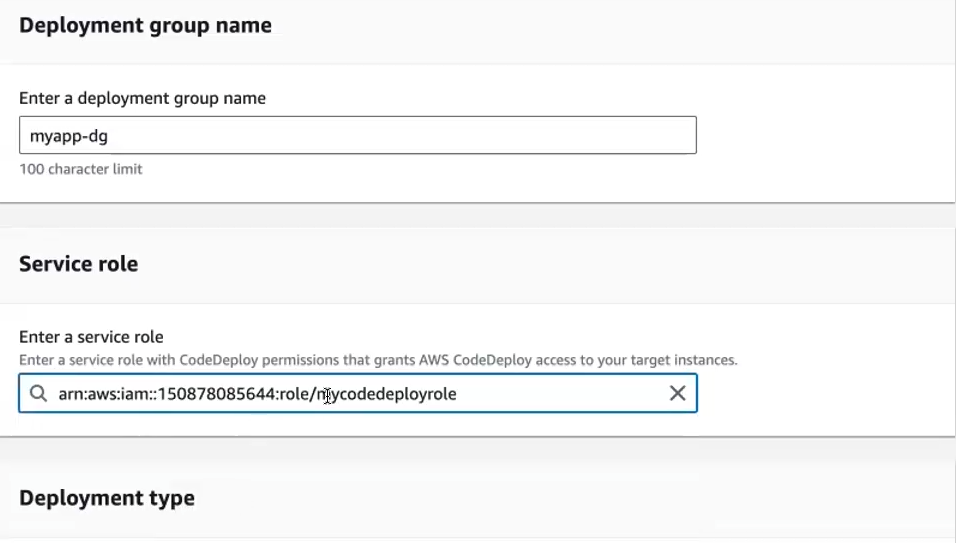 Deployment group name
Enter a deployment group name
myapp-dg
100 character limit
Service role
Enter a service role
Enter a service role with CodeDeploy permissions that grants AWS CodeDeploy access to your target instances.
arn:aws:iam::150878085644:role/mycodedeployrole
Deployment type